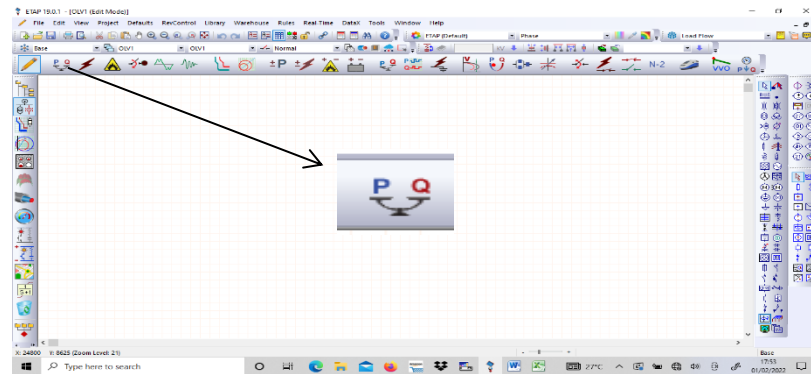 ETAP 19.0.1 - [OLV1 (Edit Mode)]
File Edit View Project Defaults RevControl Library Warehouse Rules Real Time DataX Tools Window Help
ETAP (Default) Phase Load Flow
Base OLV1 OLV1 Normal
±P N-2 VVO
P Q
X: 24800 Y: 8625 (Zoom Level: 21) Base
Type here to search 27°C 17:53
01/02/2022